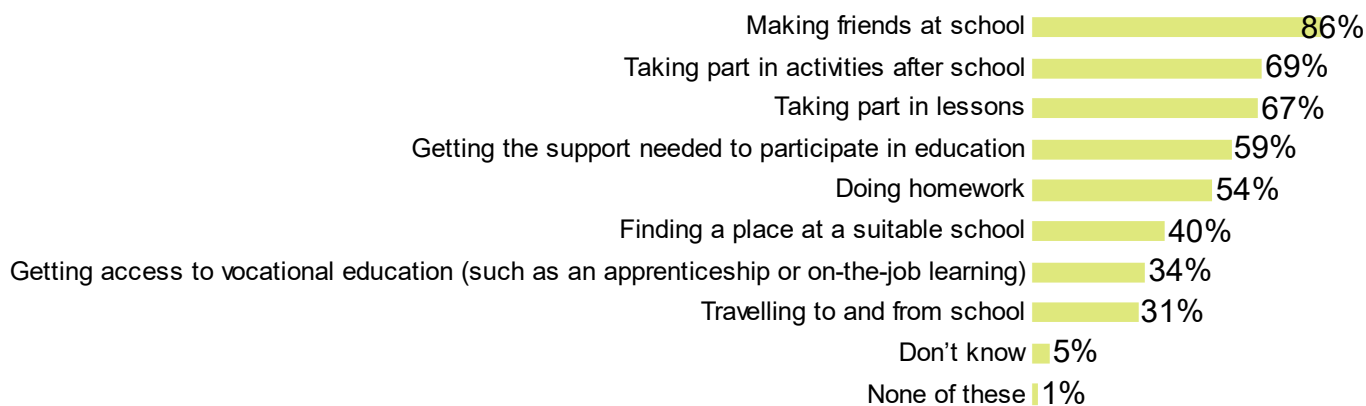 Making friends at school 86%
Taking part in activities after school 69%
Taking part in lessons 67%
Getting the support needed to participate in education 59%
Doing homework 54%
Finding a place at a suitable school 40%
Getting access to vocational education (such as an apprenticeship or on-the-job learning) 34%
Travelling to and from school 31%
Don’t know 5%
None of these 1%